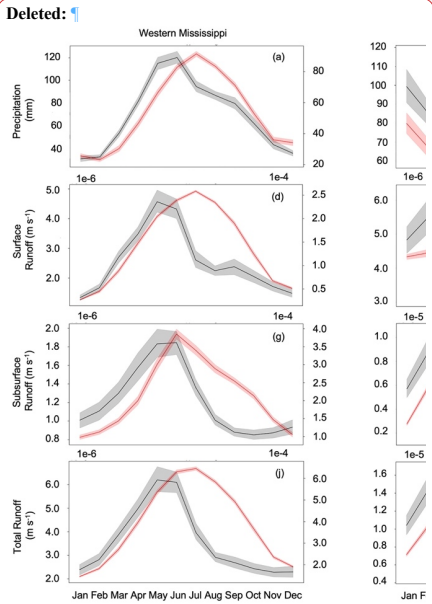 Deleted: ¶
Western Mississippi
(a)
Precipitation
(mm)
120
100
80
60
40
80
60
40
20
120
110
100
90
80
70
60
1e-6
1e-4
1e-6
(d)
Surface
Runoff (m s⁻¹)
5.0
4.0
3.0
2.0
2.5
2.0
1.5
1.0
0.5
6.0
5.0
4.0
3.0
1e-6
1e-4
1e-5
(g)
Subsurface
Runoff (m s⁻¹)
2.0
1.8
1.6
1.4
1.2
1.0
0.8
4.0
3.5
3.0
2.5
2.0
1.5
1.0
1.0
0.8
0.6
0.4
0.2
1e-6
1e-4
1e-5
(j)
Total Runoff
(m s⁻¹)
7.0
6.0
5.0
4.0
3.0
2.0
6.0
5.0
4.0
3.0
2.0
1.6
1.4
1.2
1.0
0.8
0.6
0.4
Jan Feb Mar Apr May Jun Jul Aug Sep Oct Nov Dec
Jan F